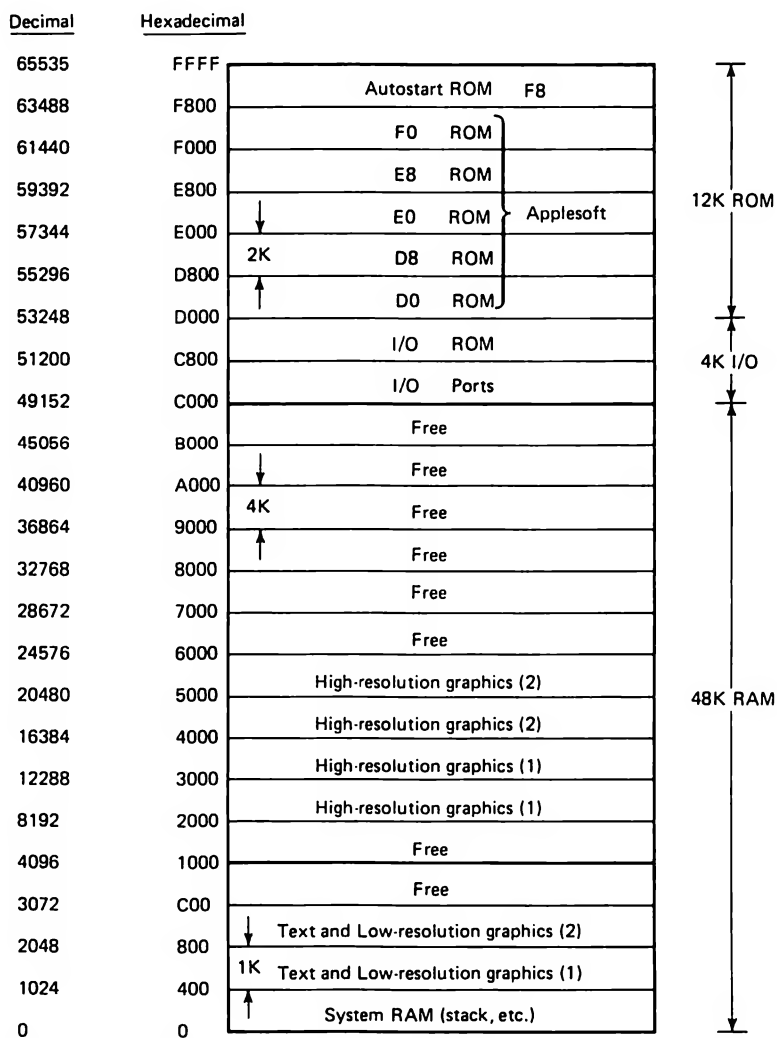 Decimal Hexadecimal
65535 FFFF
Autostart ROM F8
63488 F800
F0 ROM
61440 F000
E8 ROM
59392 E800
12K ROM
E0 ROM Applesoft
57344 E000
2K D8 ROM
55296 D800
D0 ROM
53248 D000
I/O ROM
51200 C800
4K I/O
I/O Ports
49152 C000
Free
45056 B000
Free
40960 A000
4K Free
36864 9000
Free
32768 8000
Free
28672 7000
Free
24576 6000
High-resolution graphics (2)
20480 5000
48K RAM
High-resolution graphics (2)
16384 4000
High-resolution graphics (1)
12288 3000
High-resolution graphics (1)
8192 2000
Free
4096 1000
Free
3072 C00
Text and Low-resolution graphics (2)
2048 800
1K Text and Low-resolution graphics (1)
1024 400
System RAM (stack, etc.)
0 0